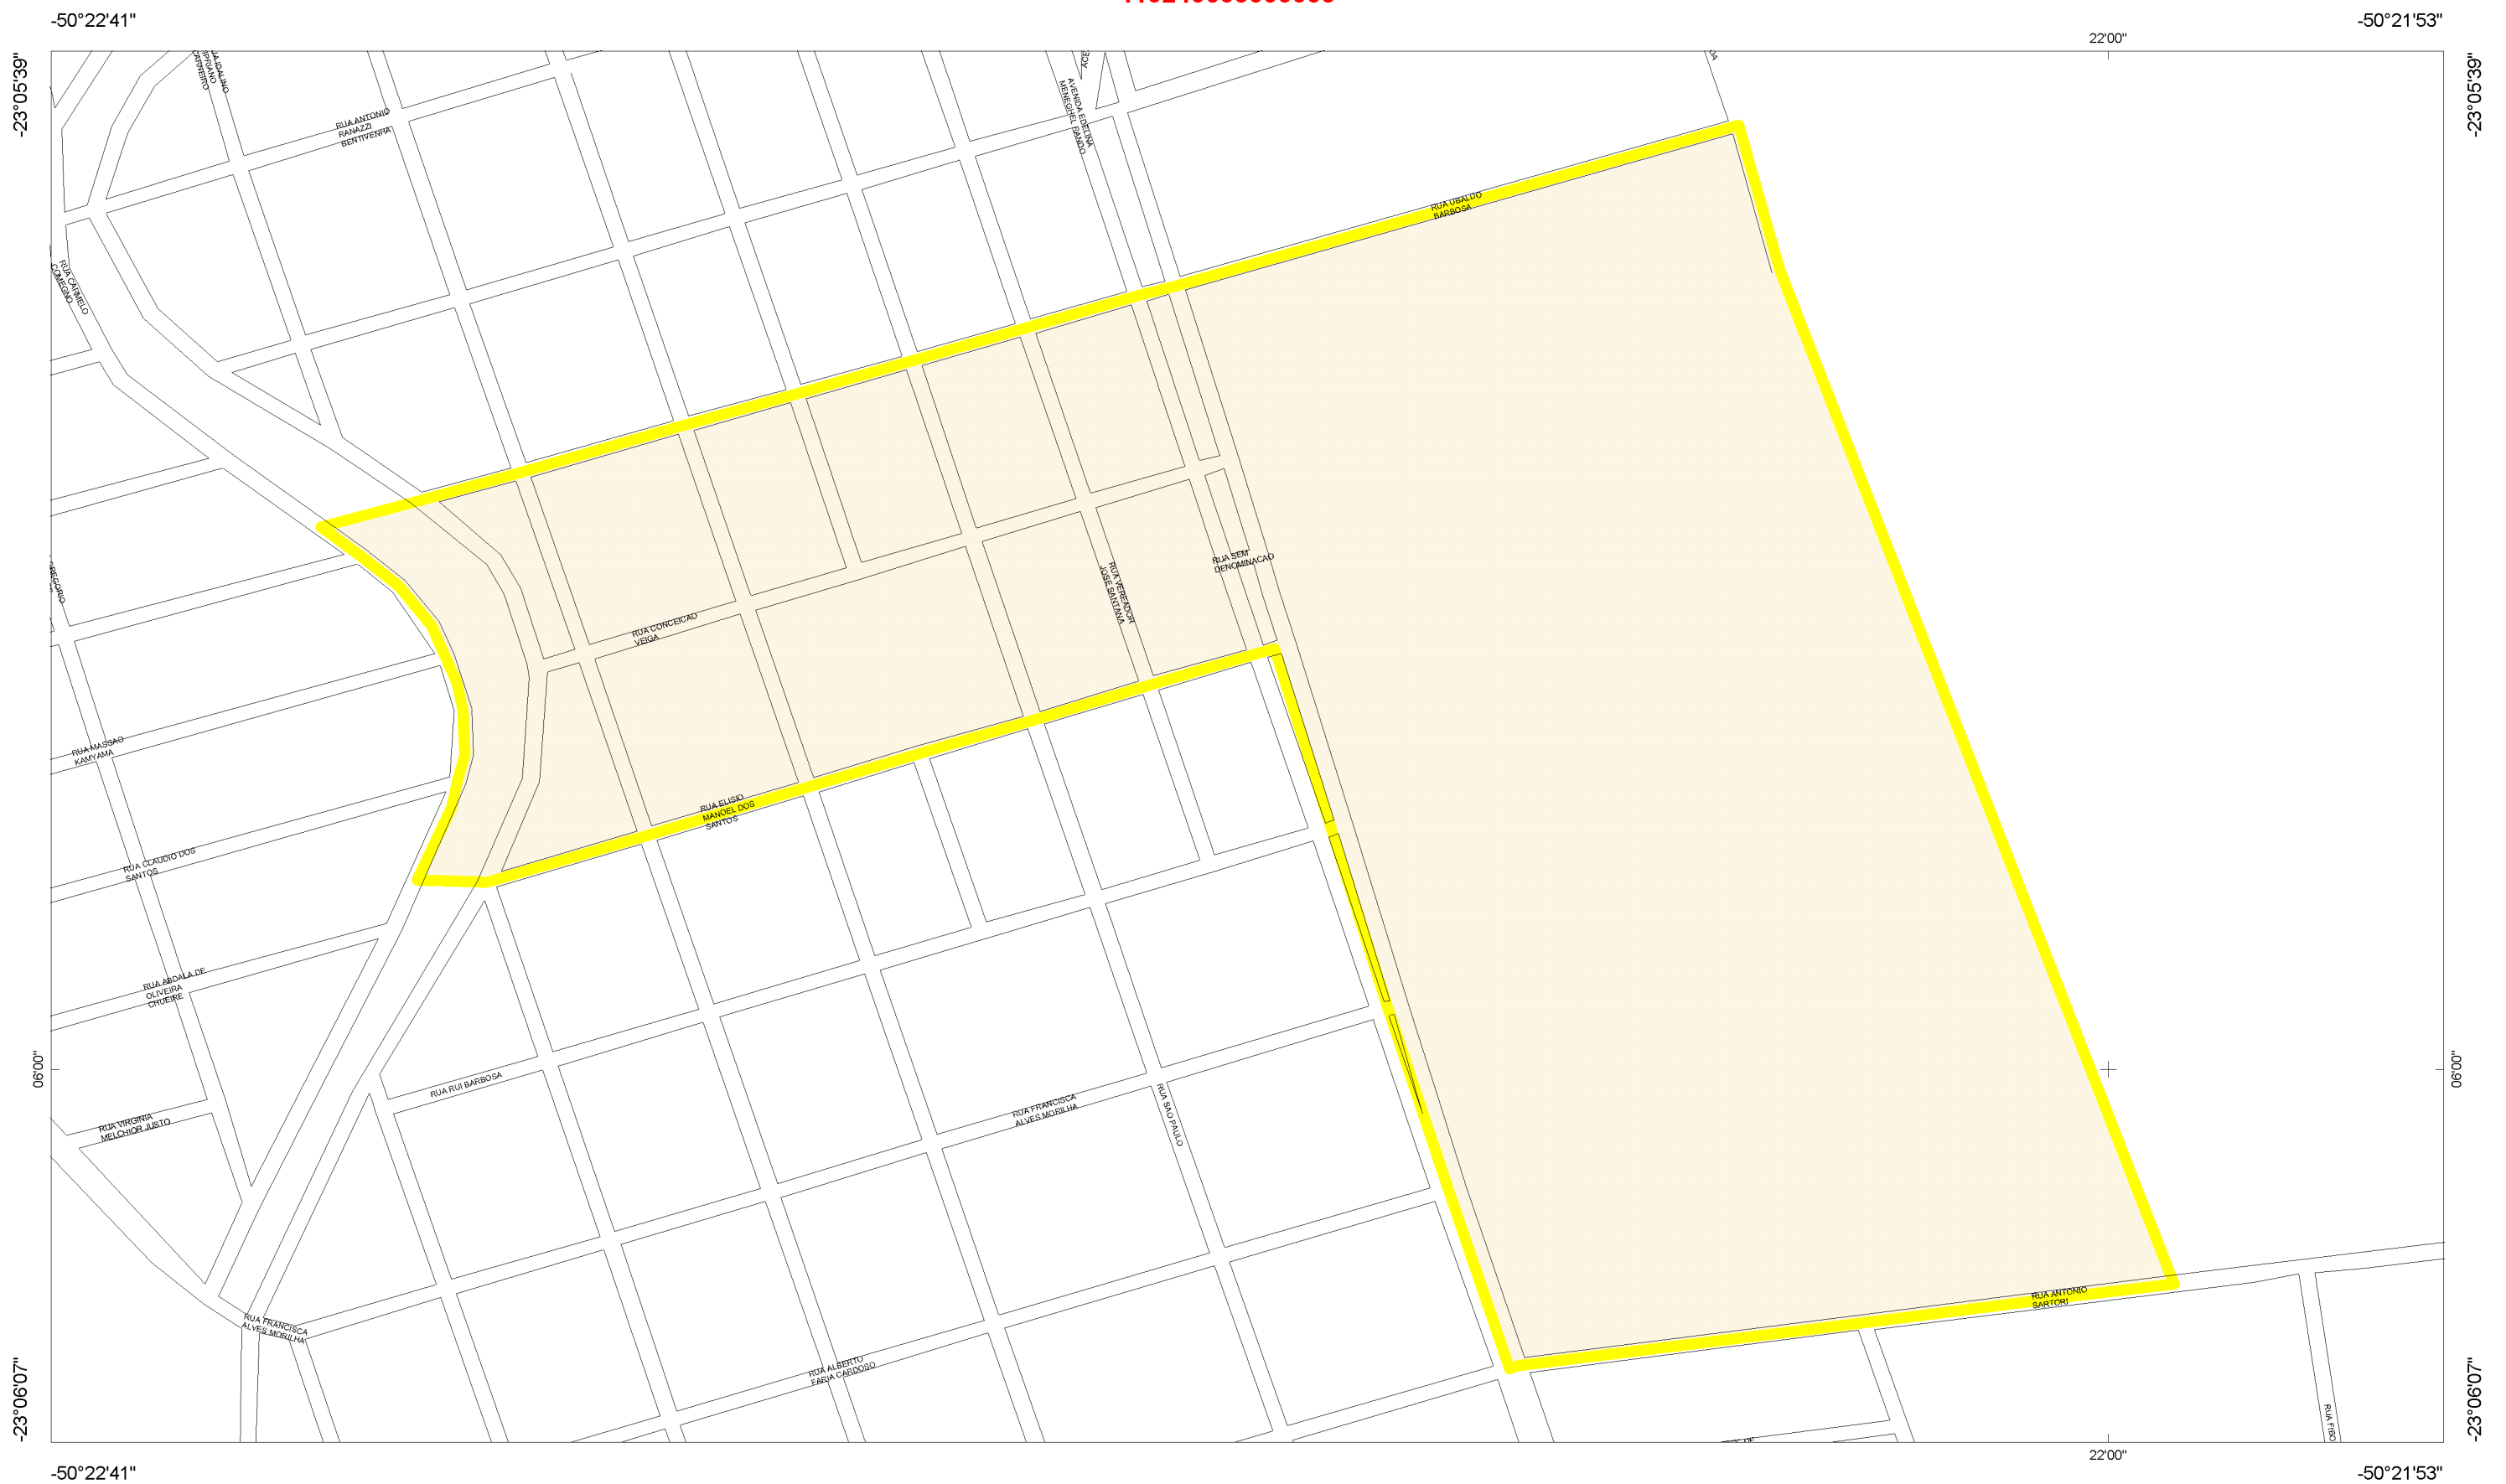 -50°22'41"
-50°21'53"
22'00"
-23°05'39"
-23°05'39"
CARNEIRO
RUA ANTONIO
RANAZZI
BENTIVENHA
AVENIDA EDELINA
MENEGHEL RANDO
RUA UBALDO
BARBOSA
RUA CARMELO
COMEGNO
RUA SEM
DENOMINACAO
RUA VEREADOR
JOSE SANTANA
RUA CONCEICAO
VEIGA
RUA MASSAO
KAMYAMA
RUA ELISIO
MANOEL DOS
SANTOS
RUA CLAUDIO DOS
SANTOS
RUA ABDALA DE
OLIVEIRA
CHUEIRE
06'00"
06'00"
RUA RUI BARBOSA
RUA FRANCISCA
ALVES MORILHA
RUA SAO PAULO
RUA VIRGINIA
MELCHIOR JUSTO
RUA ANTONIO
SARTORI
RUA FRANCISCA
ALVES MORILHA
RUA ALBERTO
FARIA CARDOSO
RUA FIBO
-23°06'07"
-23°06'07"
22'00"
-50°22'41"
-50°21'53"